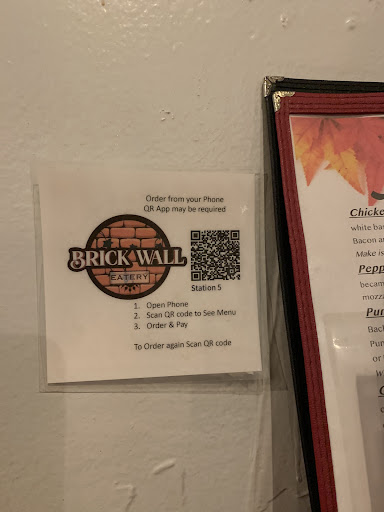 Order from your Phone
QR App may be required
BRICK WALL
EATERY
Station 5
1. Open Phone
2. Scan QR code to See Menu
3. Order & Pay
To Order again Scan QR code
Chicke
white ba
Bacon a
Make is
Pepp
becam
mozz
Pu
Back
Pun
or
W